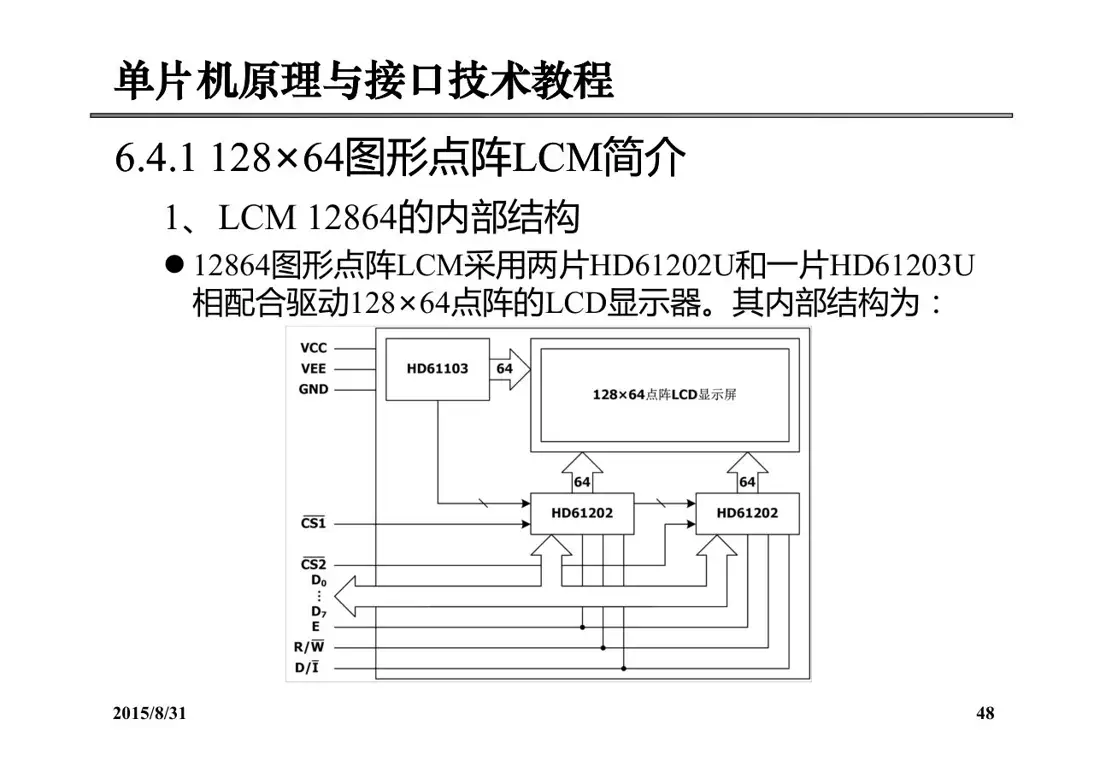 单片机原理与接口技术教程
6.4.1 128×64图形点阵LCM简介
1、LCM 12864的内部结构
●12864图形点阵LCM采用两片HD61202U和一片HD61203U
相配合驱动128×64点阵的LCD显示器。其内部结构为：
VCC
VEE
GND
HD61103
64
128×64点阵LCD显示屏
64
64
HD61202
HD61202
C̅S̅1̅
C̅S̅2̅
D₀
⋮
D₇
E
R/W̅
D/I̅
2015/8/31
48